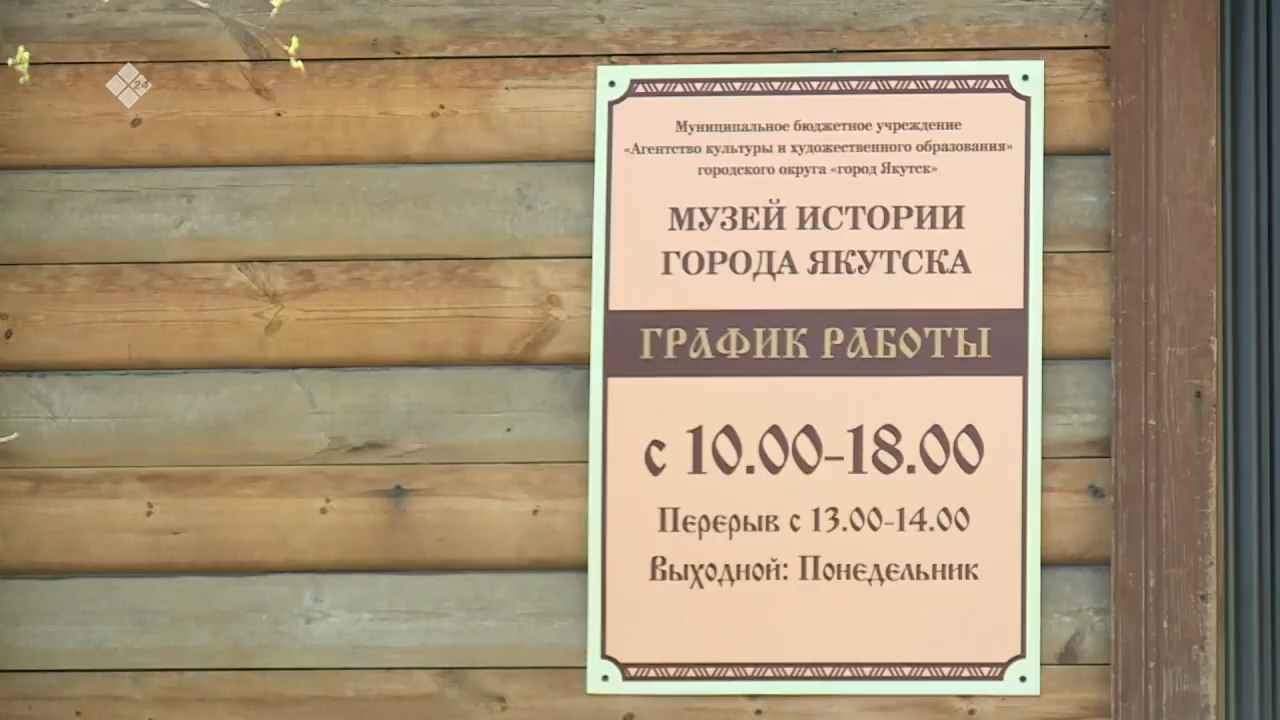 24
Муниципальное бюджетное учреждение
«Агентство культуры и художественного образования»
городского округа «город Якутск»
МУЗЕЙ ИСТОРИИ
ГОРОДА ЯКУТСКА
ГРАФИК РАБОТЫ
с 10.00-18.00
Перерыв с 13.00-14.00
Выходной: Понедельник